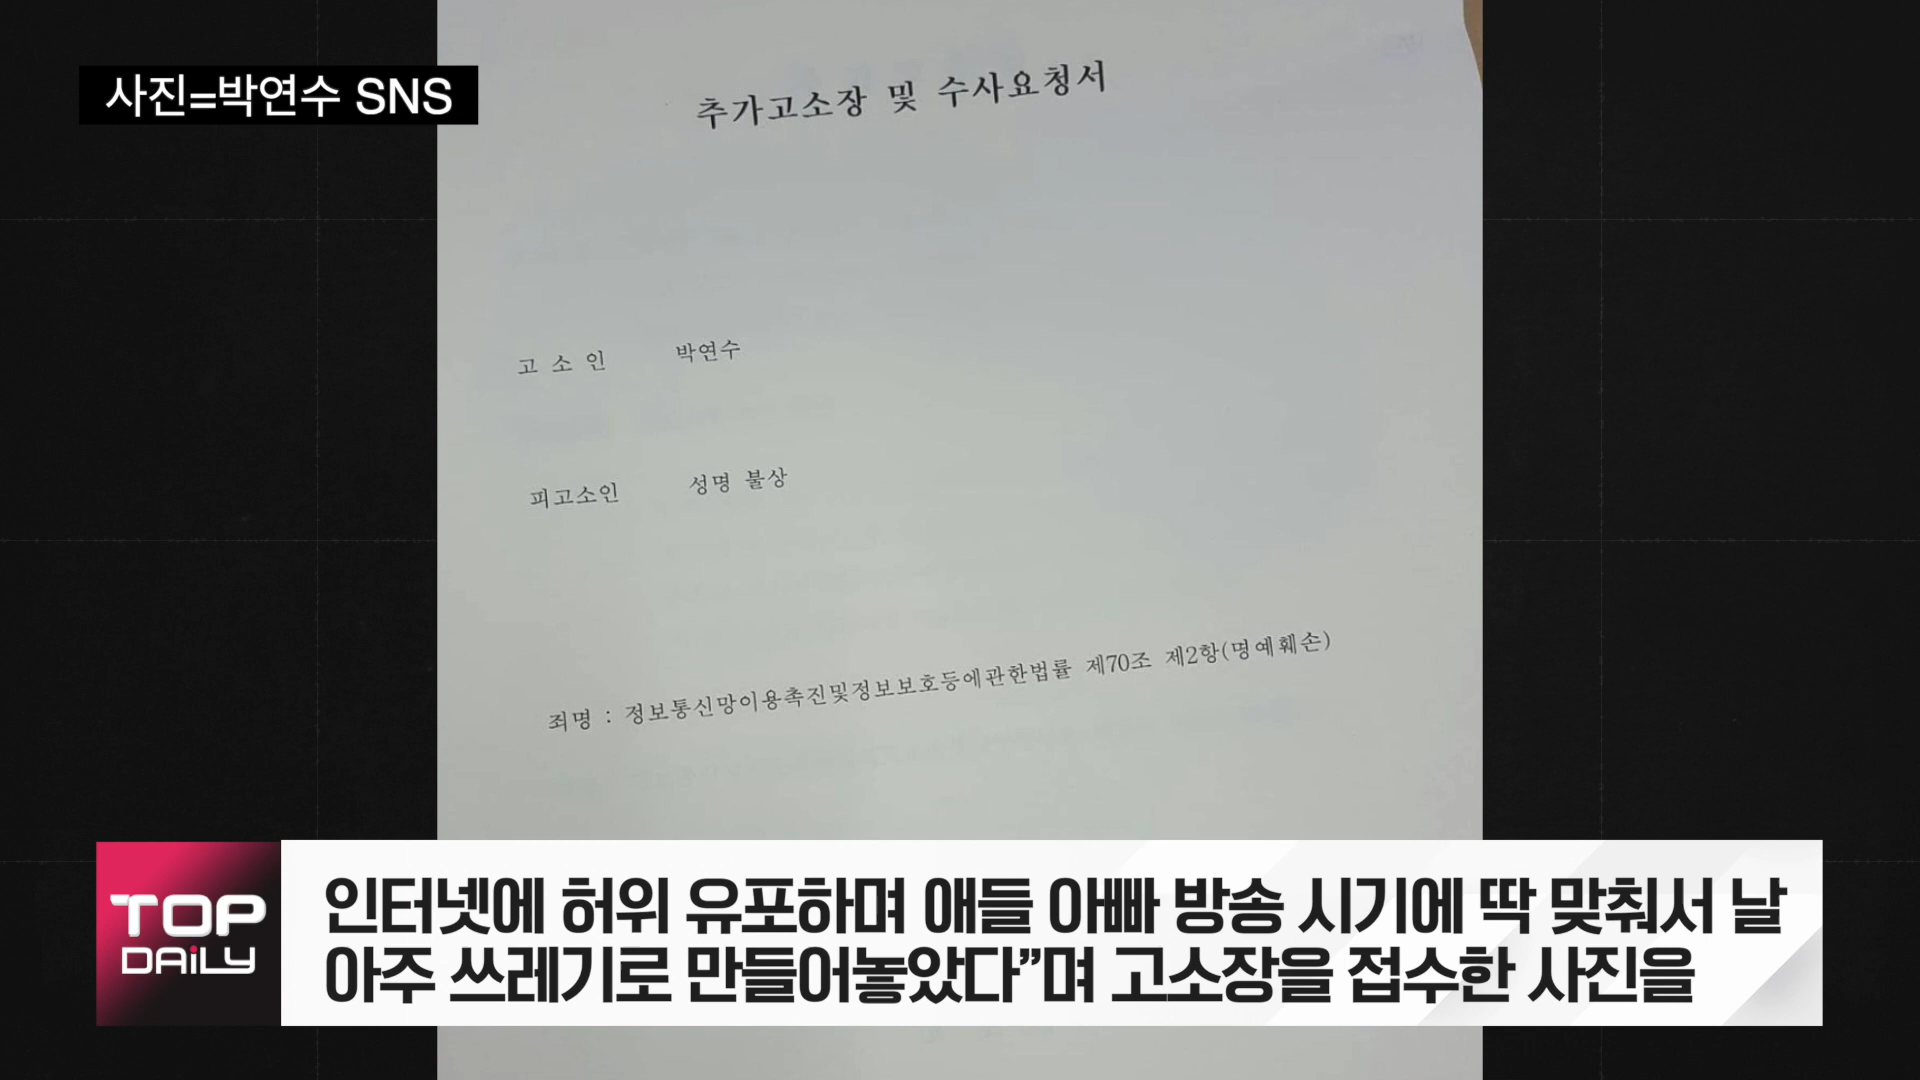 사진=박연수 SNS
추가고소장 및 수사요청서
고 소 인 박연수
피고소인 성명 불상
죄명 : 정보통신망이용촉진및정보보호등에관한법률 제70조 제2항(명예훼손)
TOP
DAiLY
인터넷에 허위 유포하며 애들 아빠 방송 시기에 딱 맞춰서 날
아주 쓰레기로 만들어놓았다”며 고소장을 접수한 사진을